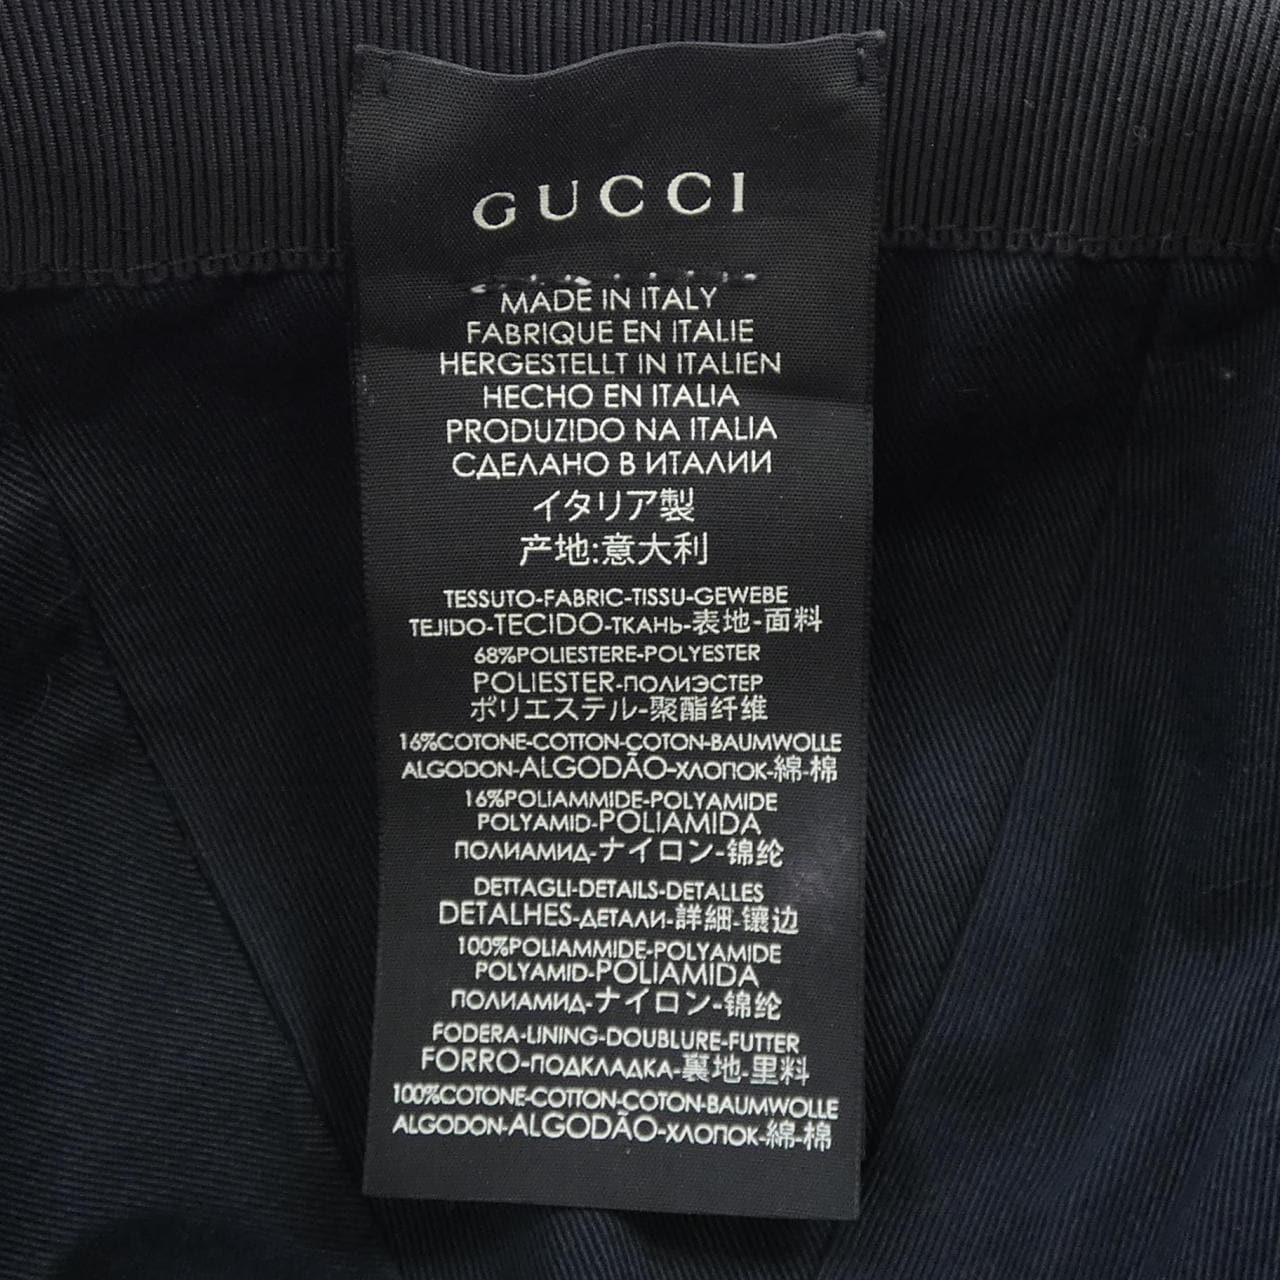 GUCCI
MADE IN ITALY
FABRIQUE EN ITALIE
HERGESTELLT IN ITALIEN
HECHO EN ITALIA
PRODUZIDO NA ITALIA
СДЕЛАНО В ИТАЛИИ
イタリア製
产地:意大利
TESSUTO-FABRIC-TISSU-GEWEBE
TEJIDO-TECIDO-ТКАНЬ-表地-面料
68%POLIESTERE-POLYESTER
POLIESTER-ПОЛИЭСТЕР
ポリエステル-聚酯纤维
16%COTONE-COTTON-COTON-BAUMWOLLE
ALGODON-ALGODÃO-ХЛОПОК-綿-棉
16%POLIAMMIDE-POLYAMIDE
POLYAMID-POLIAMIDA
ПОЛИАМИД-ナイロン-锦纶
DETTAGLI-DETAILS-DETALLES
DETALHES-ДЕТАЛИ-詳細-镶边
100%POLIAMMIDE-POLYAMIDE
POLYAMID-POLIAMIDA
ПОЛИАМИД-ナイロン-锦纶
FODERA-LINING-DOUBLURE-FUTTER
FORRO-ПОДКЛАДКА-裏地-里料
100%COTONE-COTTON-COTON-BAUMWOLLE
ALGODON-ALGODÃO-ХЛОПОК-綿-棉